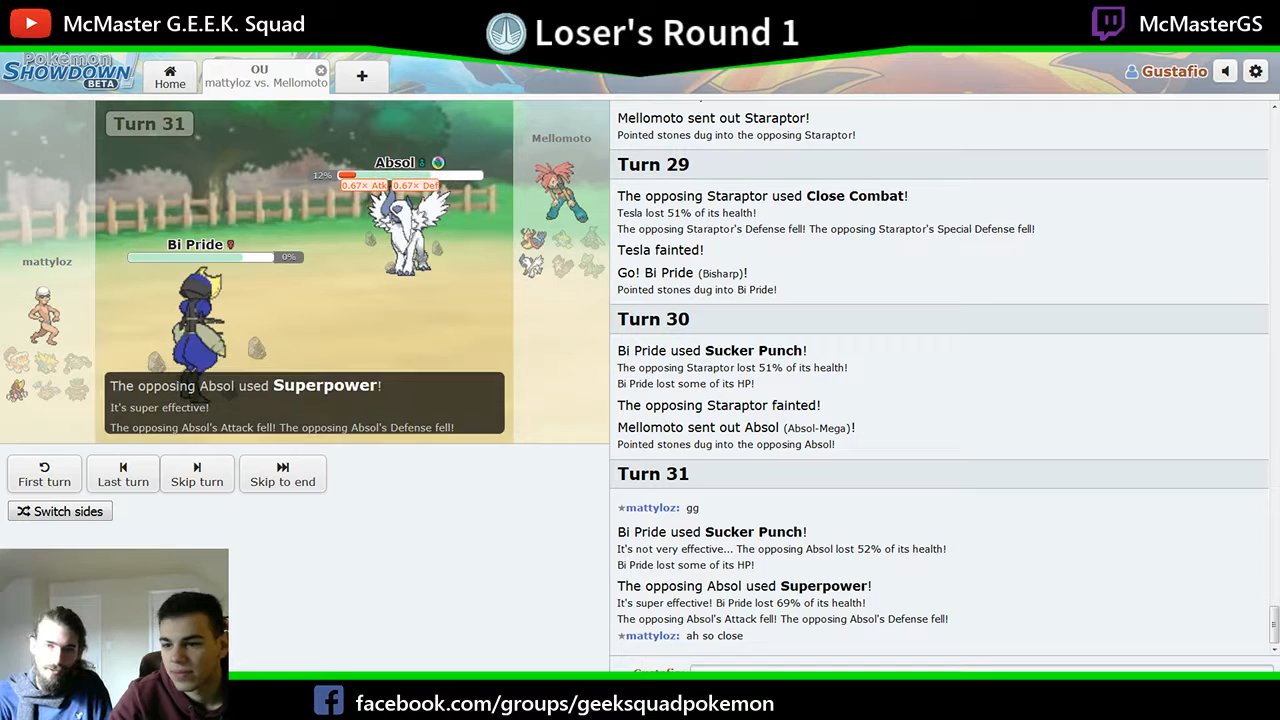 McMaster G.E.E.K. Squad
Loser's Round 1
McMasterGS
Pokémon
SHOWDOWN
BETA
Home
OU
mattyloz vs. Mellomoto
Gustafio
Turn 31
Mellomoto
Absol
12%
0.67× Atk 0.67× Def
Bi Pride
0%
mattyloz
The opposing Absol used Superpower!
It's super effective!
The opposing Absol's Attack fell! The opposing Absol's Defense fell!
First turn
Last turn
Skip turn
Skip to end
Switch sides
Mellomoto sent out Staraptor!
Pointed stones dug into the opposing Staraptor!
Turn 29
The opposing Staraptor used Close Combat!
Tesla lost 51% of its health!
The opposing Staraptor's Defense fell! The opposing Staraptor's Special Defense fell!
Tesla fainted!
Go! Bi Pride (Bisharp)!
Pointed stones dug into Bi Pride!
Turn 30
Bi Pride used Sucker Punch!
The opposing Staraptor lost 51% of its health!
Bi Pride lost some of its HP!
The opposing Staraptor fainted!
Mellomoto sent out Absol (Absol-Mega)!
Pointed stones dug into the opposing Absol!
Turn 31
★mattyloz: gg
Bi Pride used Sucker Punch!
It's not very effective... The opposing Absol lost 52% of its health!
Bi Pride lost some of its HP!
The opposing Absol used Superpower!
It's super effective! Bi Pride lost 69% of its health!
The opposing Absol's Attack fell! The opposing Absol's Defense fell!
★mattyloz: ah so close
facebook.com/groups/geeksquadpokemon